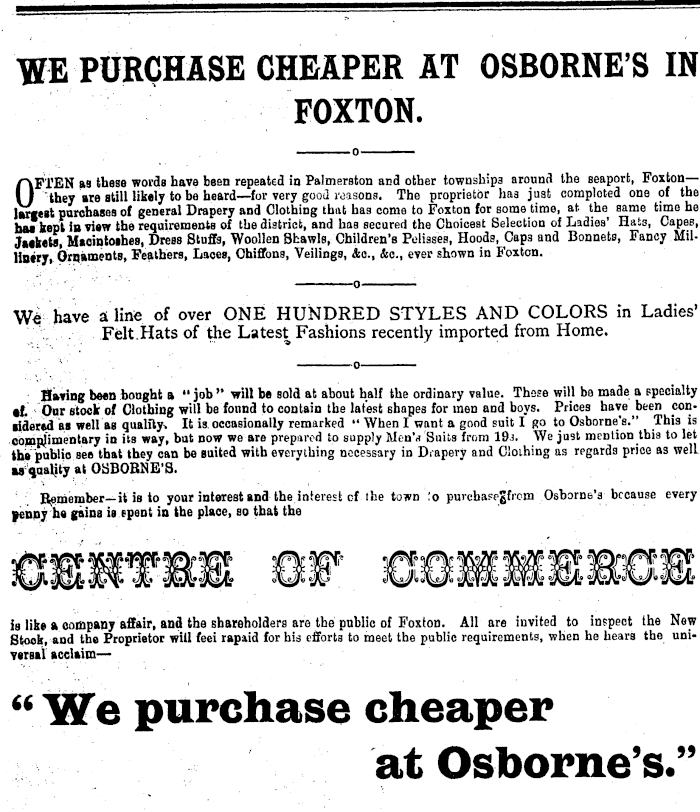 WE PURCHASE CHEAPER AT OSBORNE'S IN
FOXTON.
OFTEN as these words have been repeated in Palmerston and other townships around the seaport, Foxton—
they are still likely to be heard—for very good reasons. The proprietor has just completed one of the
largest purchases of general Drapery and Clothing that has come to Foxton for some time, at the same time he
has kept in view the requirements of the district, and has secured the Choicest Selection of Ladies' Hats, Capes,
Jackets, Macintoshes, Dress Stuffs, Woollen Shawls, Children's Pelisses, Hoods, Caps and Bonnets, Fancy Mil-
linery, Ornaments, Feathers, Laces, Chiffons, Veilings, &c., &c., ever shown in Foxton.
We have a line of over ONE HUNDRED STYLES AND COLORS in Ladies'
Felt Hats of the Latest Fashions recently imported from Home.
Having been bought a "job" will be sold at about half the ordinary value. These will be made a specialty
of. Our stock of Clothing will be found to contain the latest shapes for men and boys. Prices have been con-
sidered as well as quality. It is occasionally remarked "When I want a good suit I go to Osborne's." This is
complimentary in its way, but now we are prepared to supply Men's Suits from 19s. We just mention this to let
the public see that they can be suited with everything necessary in Drapery and Clothing as regards price as well
as quality at OSBORNE'S.
Remember—it is to your interest and the interest of the town to purchase from Osborne's because every
penny he gains is spent in the place, so that the
CENTRE OF COMMERCE
is like a company affair, and the shareholders are the public of Foxton. All are invited to inspect the New
Stock, and the Proprietor will feel rapaid for his efforts to meet the public requirements, when he hears the uni-
versal acclaim—
"We purchase cheaper
at Osborne's."